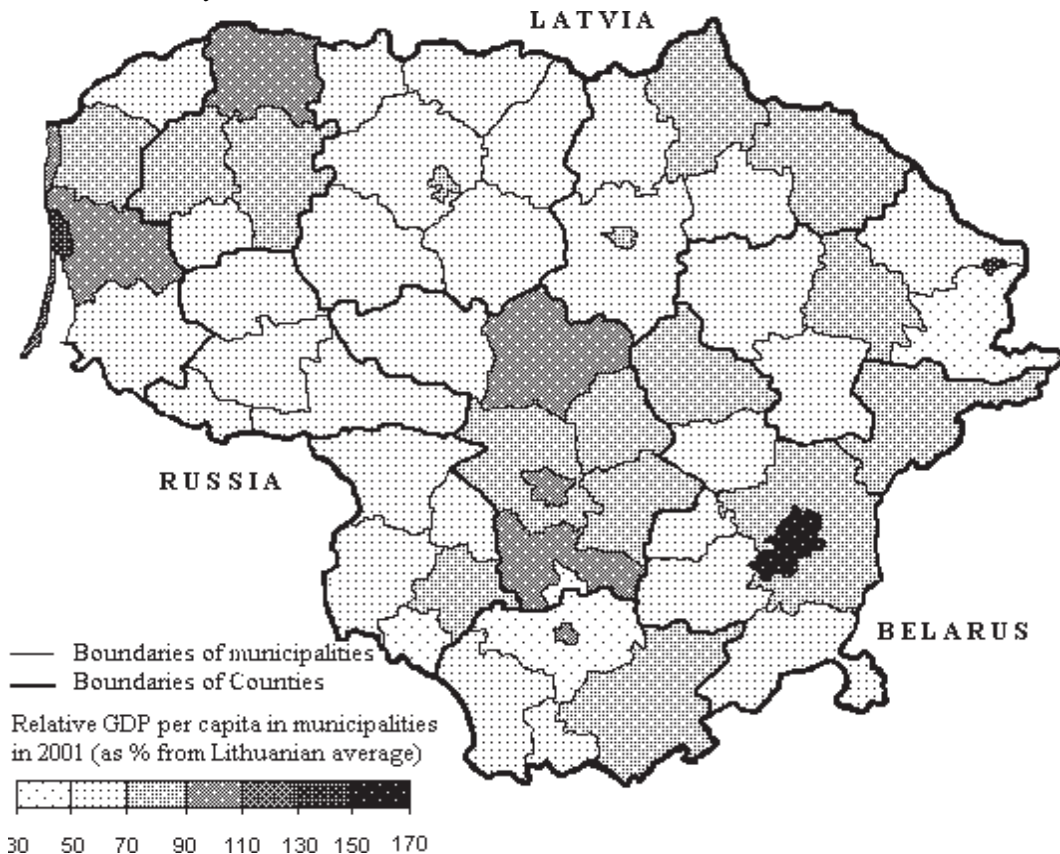 LATVIA
RUSSIA
BELARUS
Boundaries of municipalities
Boundaries of Counties
Relative GDP per capita in municipalities
in 2001 (as % from Lithuanian average)
30 50 70 90 110 130 150 170